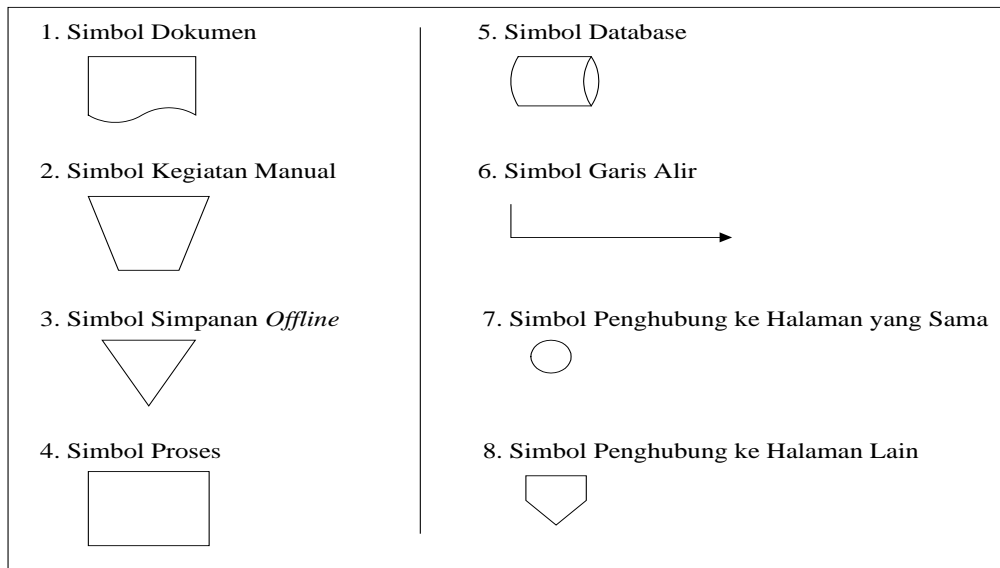 1. Simbol Dokumen
2. Simbol Kegiatan Manual
3. Simbol Simpanan Offline
4. Simbol Proses
5. Simbol Database
6. Simbol Garis Alir
7. Simbol Penghubung ke Halaman yang Sama
8. Simbol Penghubung ke Halaman Lain